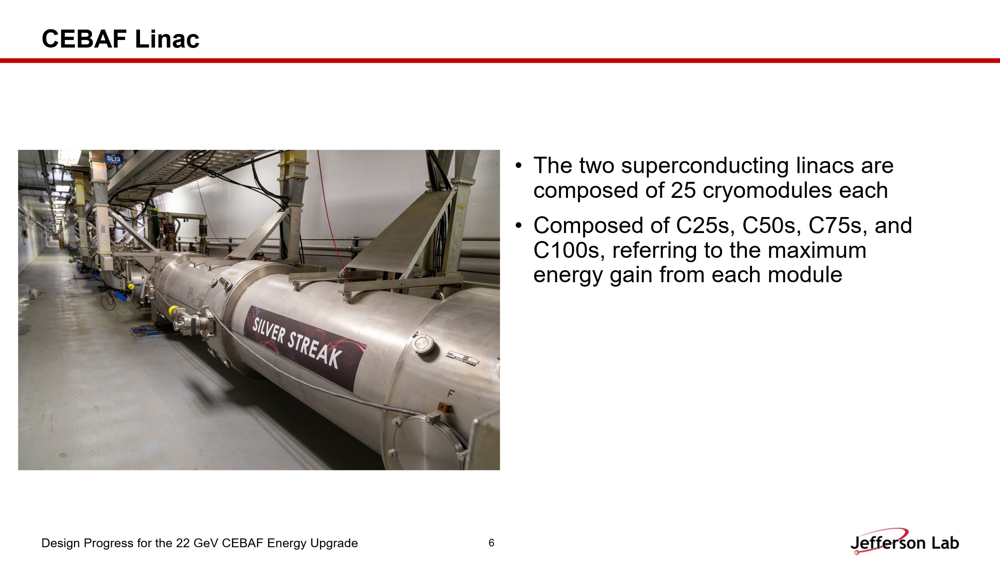 CEBAF Linac
SL13
SILVER STREAK
F
• The two superconducting linacs are
composed of 25 cryomodules each
• Composed of C25s, C50s, C75s, and
C100s, referring to the maximum
energy gain from each module
Design Progress for the 22 GeV CEBAF Energy Upgrade
6
Jefferson Lab